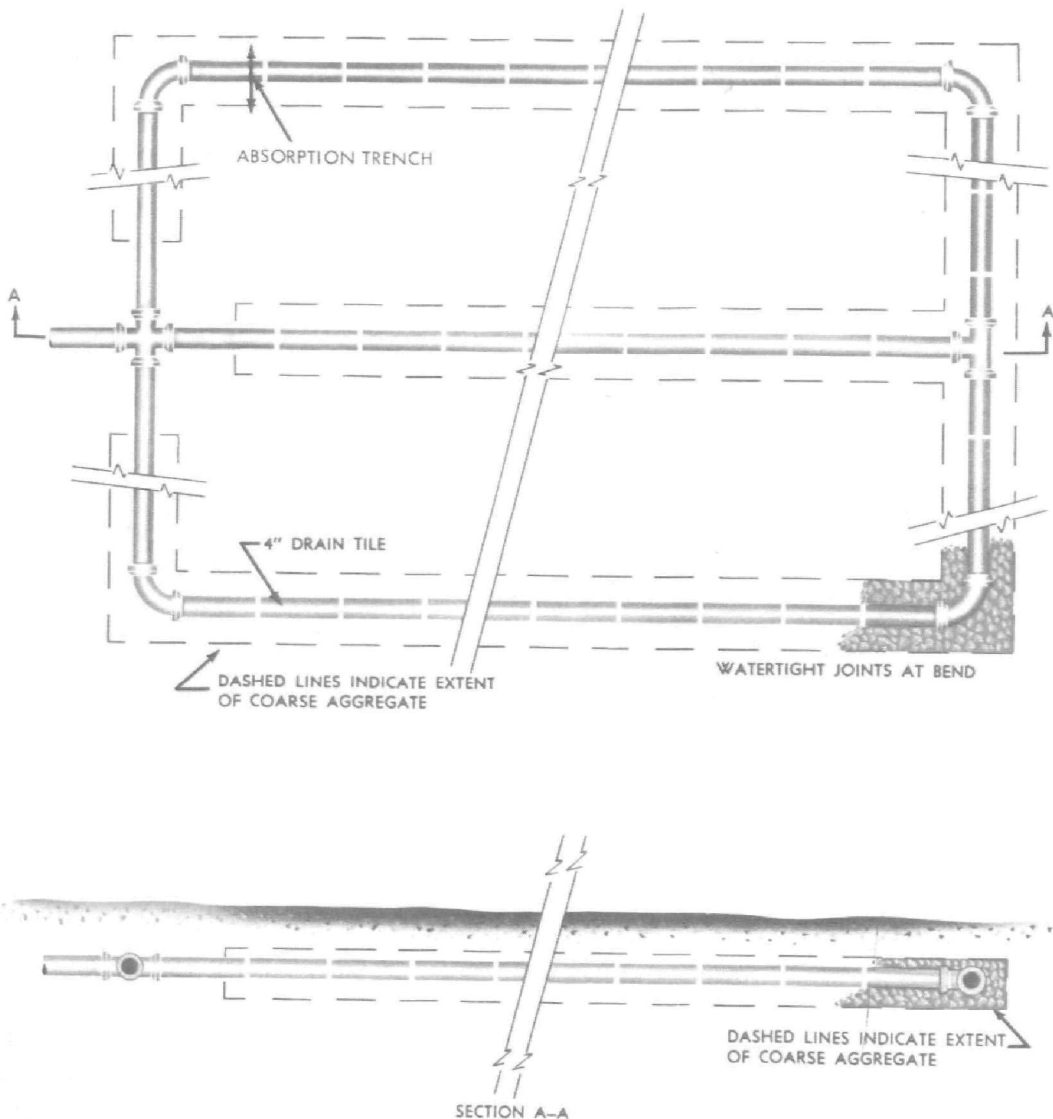 ABSORPTION TRENCH
A
A
4" DRAIN TILE
DASHED LINES INDICATE EXTENT
OF COARSE AGGREGATE
WATERTIGHT JOINTS AT BEND
DASHED LINES INDICATE EXTENT
OF COARSE AGGREGATE
SECTION A–A